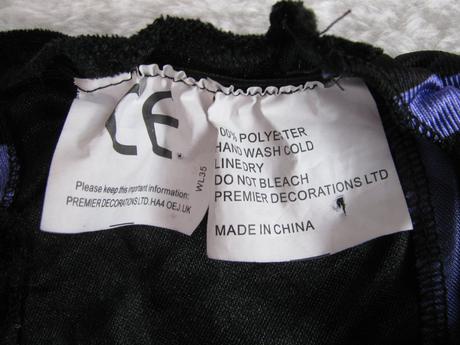 CE
Please keep this important information:
PREMIER DECORATIONS LTD. HA4 OEJ. UK
WL35
100% POLYESTER
HAND WASH COLD
LINE DRY
DO NOT BLEACH
PREMIER DECORATIONS LTD
MADE IN CHINA